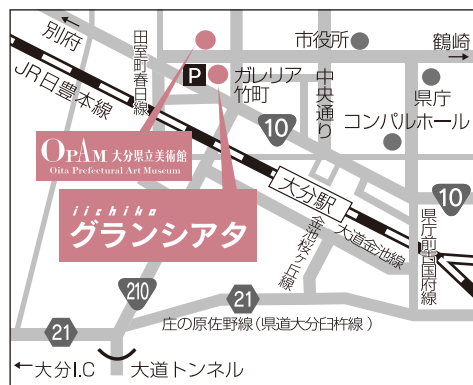 別府
田室町春日線
市役所
鶴崎
JR日豊本線
P
ガレリア
竹町
中央通り
県庁
コンパルホール
10
OPAM 大分県立美術館
Oita Prefectural Art Museum
iichiko
グランシアタ
大分駅
10
大道金池線
金池桜ケ丘線
県庁前古国府線
210
21
庄の原佐野線(県道大分臼杵線)
21
大分I.C
大道トンネル